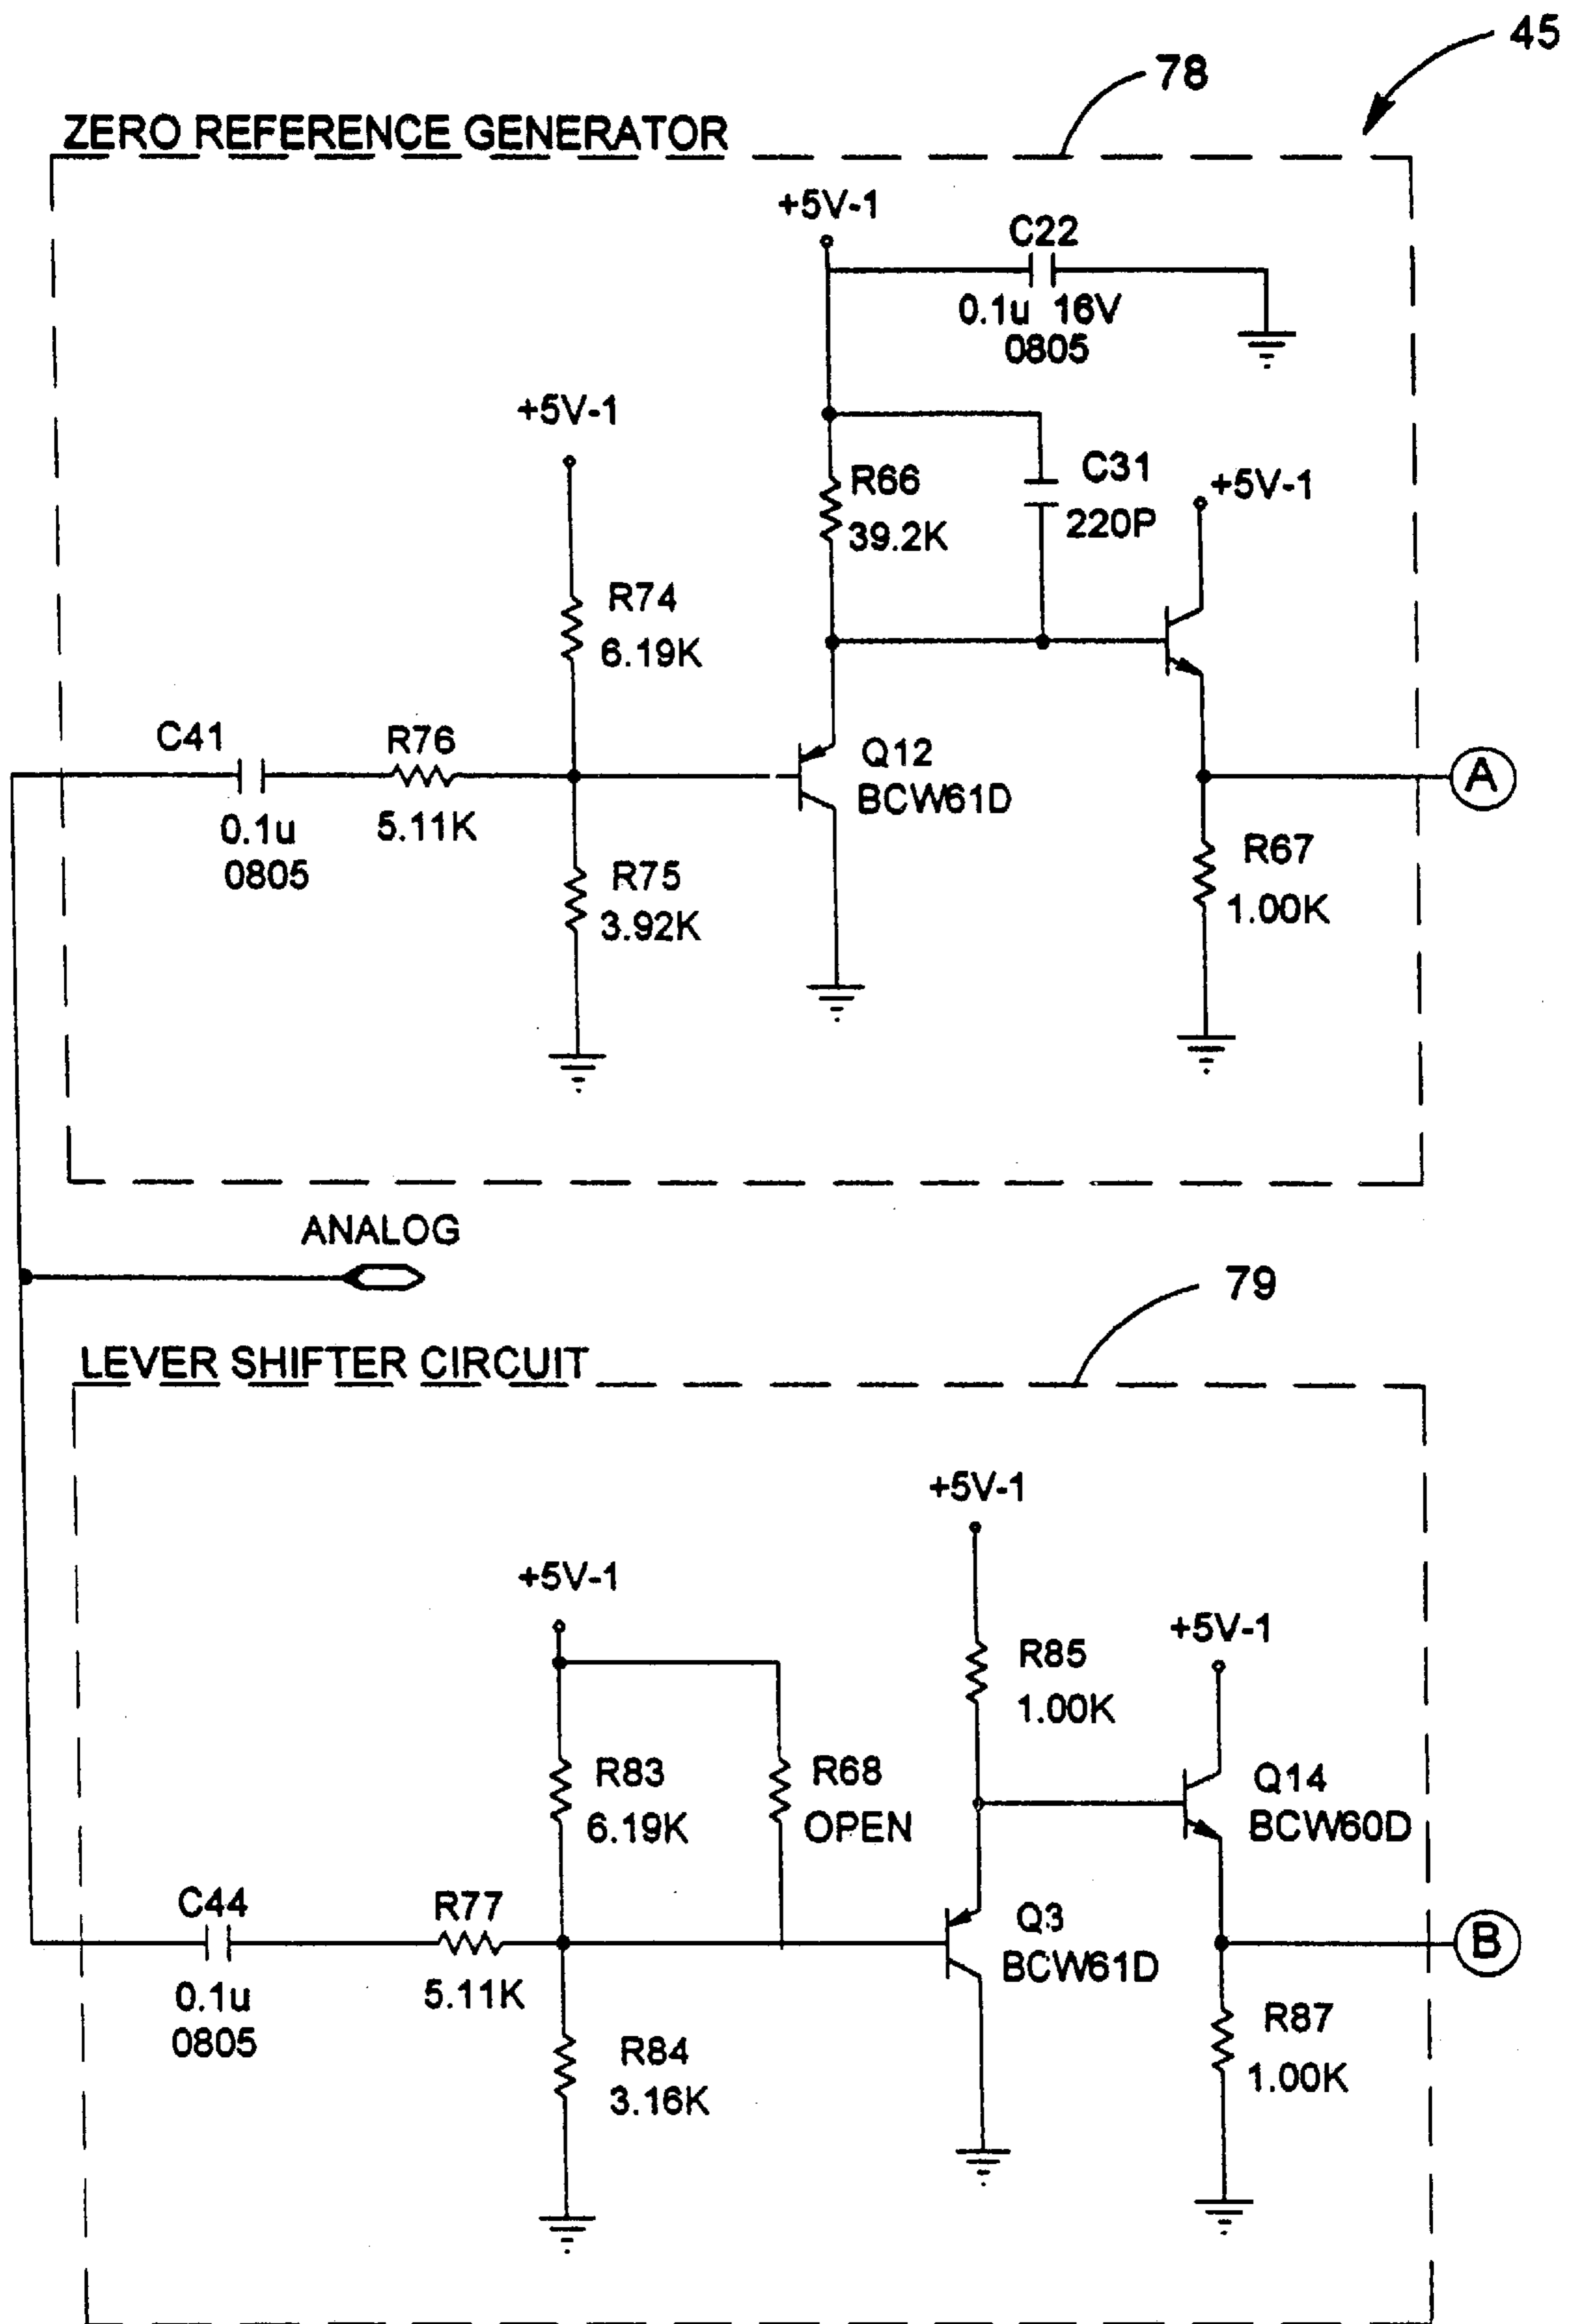 45
78
ZERO REFERENCE GENERATOR
+5V-1
C22
0.1u 16V
0805
+5V-1
R66
39.2K
C31
220P
+5V-1
R74
6.19K
C41
0.1u
0805
R76
5.11K
Q12
BCW61D
A
R75
3.92K
R67
1.00K
ANALOG
79
LEVER SHIFTER CIRCUIT
+5V-1
+5V-1
R85
1.00K
+5V-1
R83
6.19K
R68
OPEN
Q14
BCW60D
C44
0.1u
0805
R77
5.11K
Q3
BCW61D
B
R84
3.16K
R87
1.00K